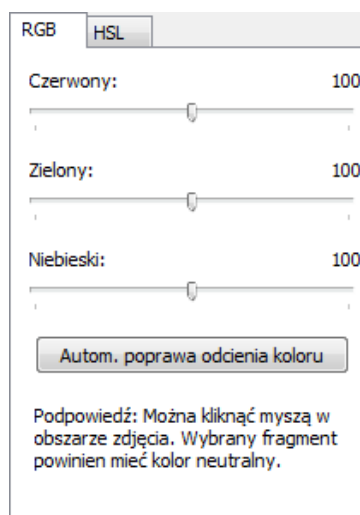 RGB HSL
Czerwony: 100
Zielony: 100
Niebieski: 100
Autom. poprawa odcienia koloru
Podpowiedź: Można kliknąć myszą w
obszarze zdjęcia. Wybrany fragment
powinien mieć kolor neutralny.